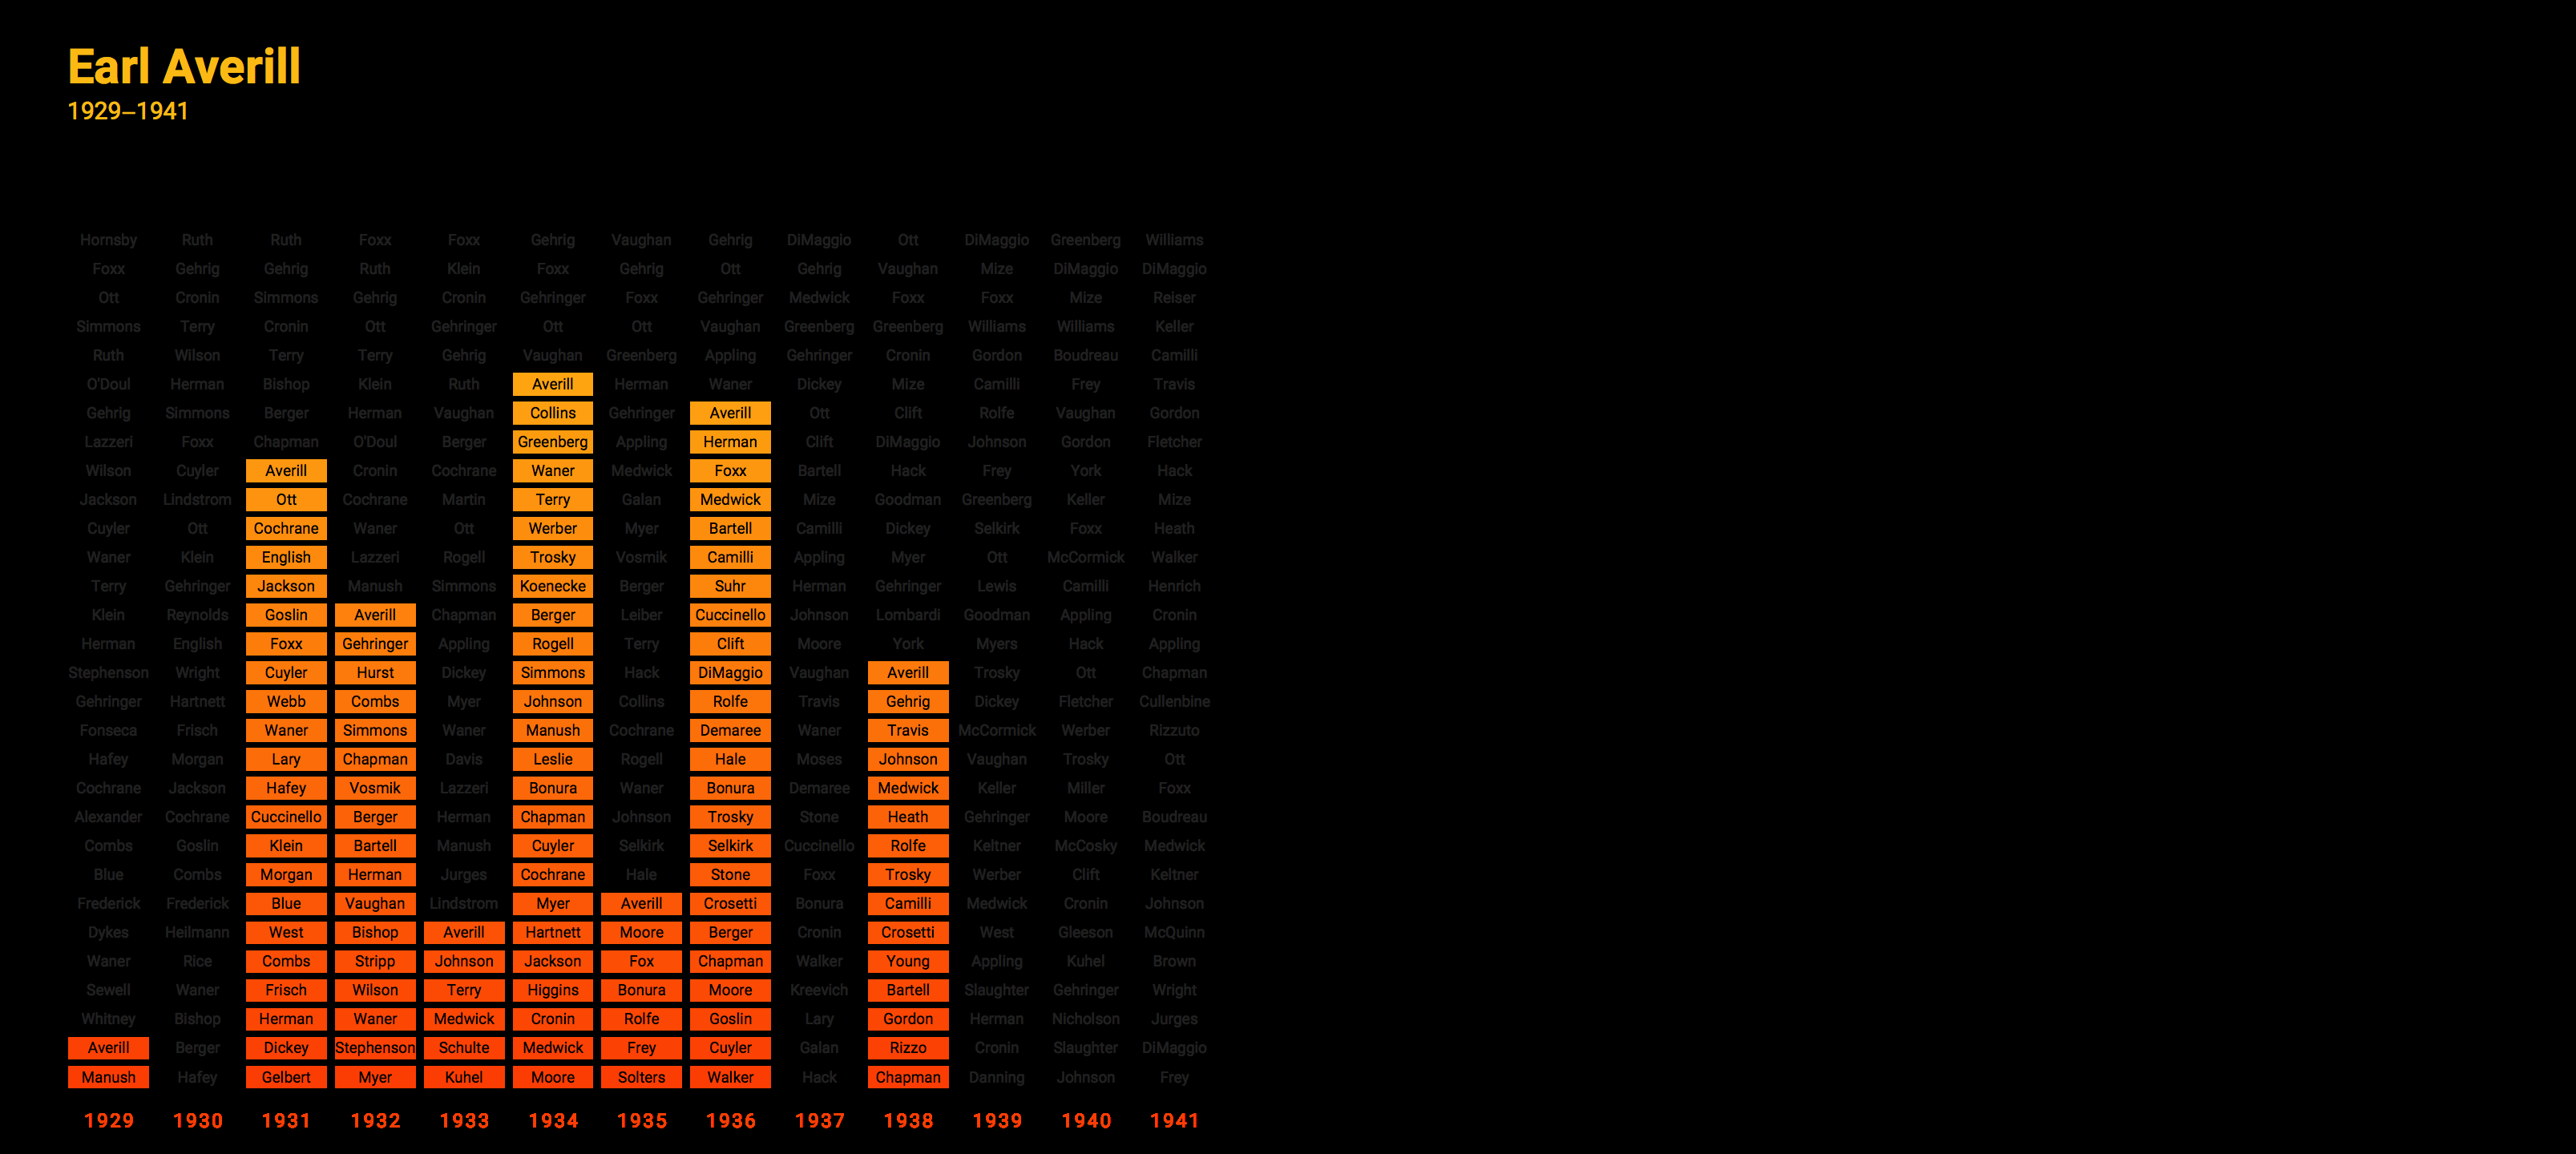 Earl Averill
1929–1941
Hornsby Ruth Ruth Foxx Foxx Gehrig Vaughan Gehrig DiMaggio Ott DiMaggio Greenberg Williams
Foxx Gehrig Gehrig Ruth Klein Foxx Gehrig Ott Gehrig Vaughan Mize DiMaggio DiMaggio
Ott Cronin Simmons Gehrig Cronin Gehringer Foxx Gehringer Medwick Foxx Foxx Mize Reiser
Simmons Terry Cronin Ott Gehringer Ott Ott Vaughan Greenberg Greenberg Williams Williams Keller
Ruth Wilson Terry Terry Gehrig Vaughan Greenberg Appling Gehringer Cronin Gordon Boudreau Camilli
O'Doul Herman Bishop Klein Ruth Averill Herman Waner Dickey Mize Camilli Frey Travis
Gehrig Simmons Berger Herman Vaughan Collins Gehringer Averill Ott Clift Rolfe Vaughan Gordon
Lazzeri Foxx Chapman O'Doul Berger Greenberg Appling Herman Clift DiMaggio Johnson Gordon Fletcher
Wilson Cuyler Averill Cronin Cochrane Waner Medwick Foxx Bartell Hack Frey York Hack
Jackson Lindstrom Ott Cochrane Martin Terry Galan Medwick Mize Goodman Greenberg Keller Mize
Cuyler Ott Cochrane Waner Ott Werber Myer Bartell Camilli Dickey Selkirk Foxx Heath
Waner Klein English Lazzeri Rogell Trosky Vosmik Camilli Appling Myer Ott McCormick Walker
Terry Gehringer Jackson Manush Simmons Koenecke Berger Suhr Herman Gehringer Lewis Camilli Henrich
Klein Reynolds Goslin Averill Chapman Berger Leiber Cuccinello Johnson Lombardi Goodman Appling Cronin
Herman English Foxx Gehringer Appling Rogell Terry Clift Moore York Myers Hack Appling
Stephenson Wright Cuyler Hurst Dickey Simmons Hack DiMaggio Vaughan Averill Trosky Ott Chapman
Gehringer Hartnett Webb Combs Myer Johnson Collins Rolfe Travis Gehrig Dickey Fletcher Cullenbine
Fonseca Frisch Waner Simmons Waner Manush Cochrane Demaree Waner Travis McCormick Werber Rizzuto
Hafey Morgan Lary Chapman Davis Leslie Rogell Hale Moses Johnson Vaughan Trosky Ott
Cochrane Jackson Hafey Vosmik Lazzeri Bonura Waner Bonura Demaree Medwick Keller Miller Foxx
Alexander Cochrane Cuccinello Berger Herman Chapman Johnson Trosky Stone Heath Gehringer Moore Boudreau
Combs Goslin Klein Bartell Manush Cuyler Selkirk Selkirk Cuccinello Rolfe Keltner McCosky Medwick
Blue Combs Morgan Herman Jurges Cochrane Hale Stone Foxx Trosky Werber Clift Keltner
Frederick Frederick Blue Vaughan Lindstrom Myer Averill Crosetti Bonura Camilli Medwick Cronin Johnson
Dykes Heilmann West Bishop Averill Hartnett Moore Berger Cronin Crosetti West Gleeson McQuinn
Waner Rice Combs Stripp Johnson Jackson Fox Chapman Walker Young Appling Kuhel Brown
Sewell Waner Frisch Wilson Terry Higgins Bonura Moore Kreevich Bartell Slaughter Gehringer Wright
Whitney Bishop Herman Waner Medwick Cronin Rolfe Goslin Lary Gordon Herman Nicholson Jurges
Averill Berger Dickey Stephenson Schulte Medwick Frey Cuyler Galan Rizzo Cronin Slaughter DiMaggio
Manush Hafey Gelbert Myer Kuhel Moore Solters Walker Hack Chapman Danning Johnson Frey
1929 1930 1931 1932 1933 1934 1935 1936 1937 1938 1939 1940 1941